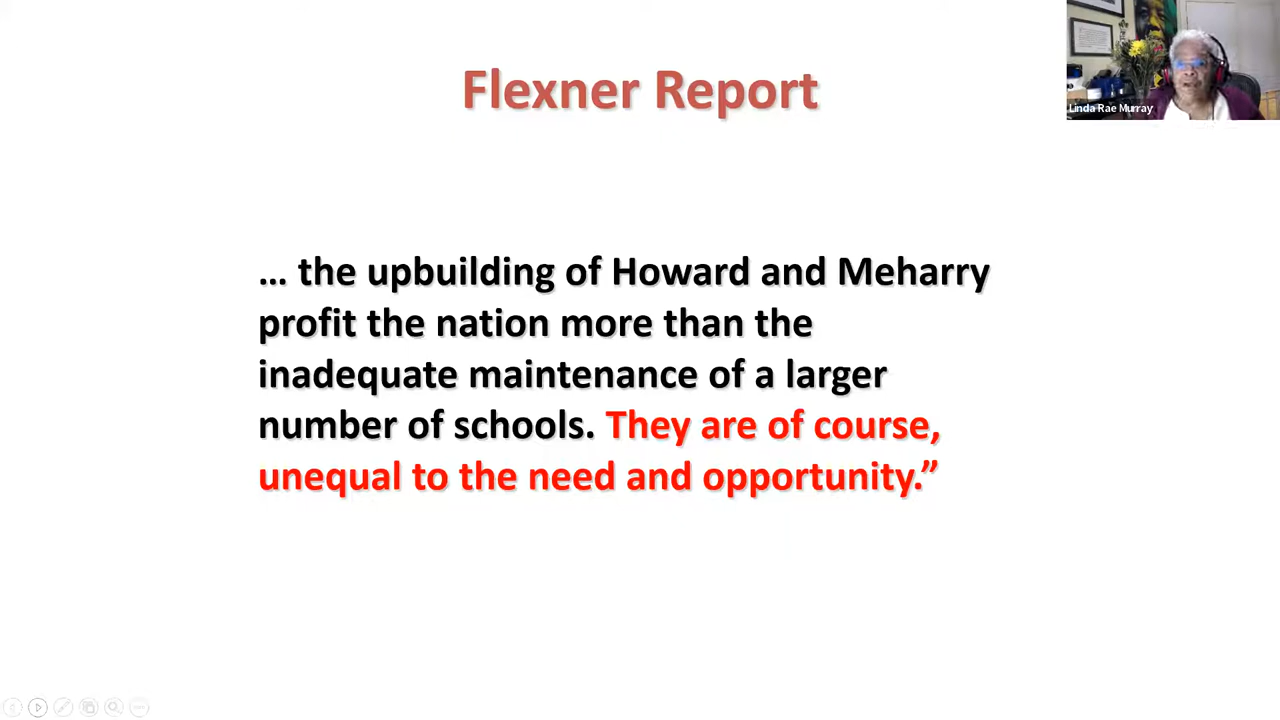 Flexner Report
Linda Rae Murray
… the upbuilding of Howard and Meharry
profit the nation more than the
inadequate maintenance of a larger
number of schools. They are of course,
unequal to the need and opportunity.”